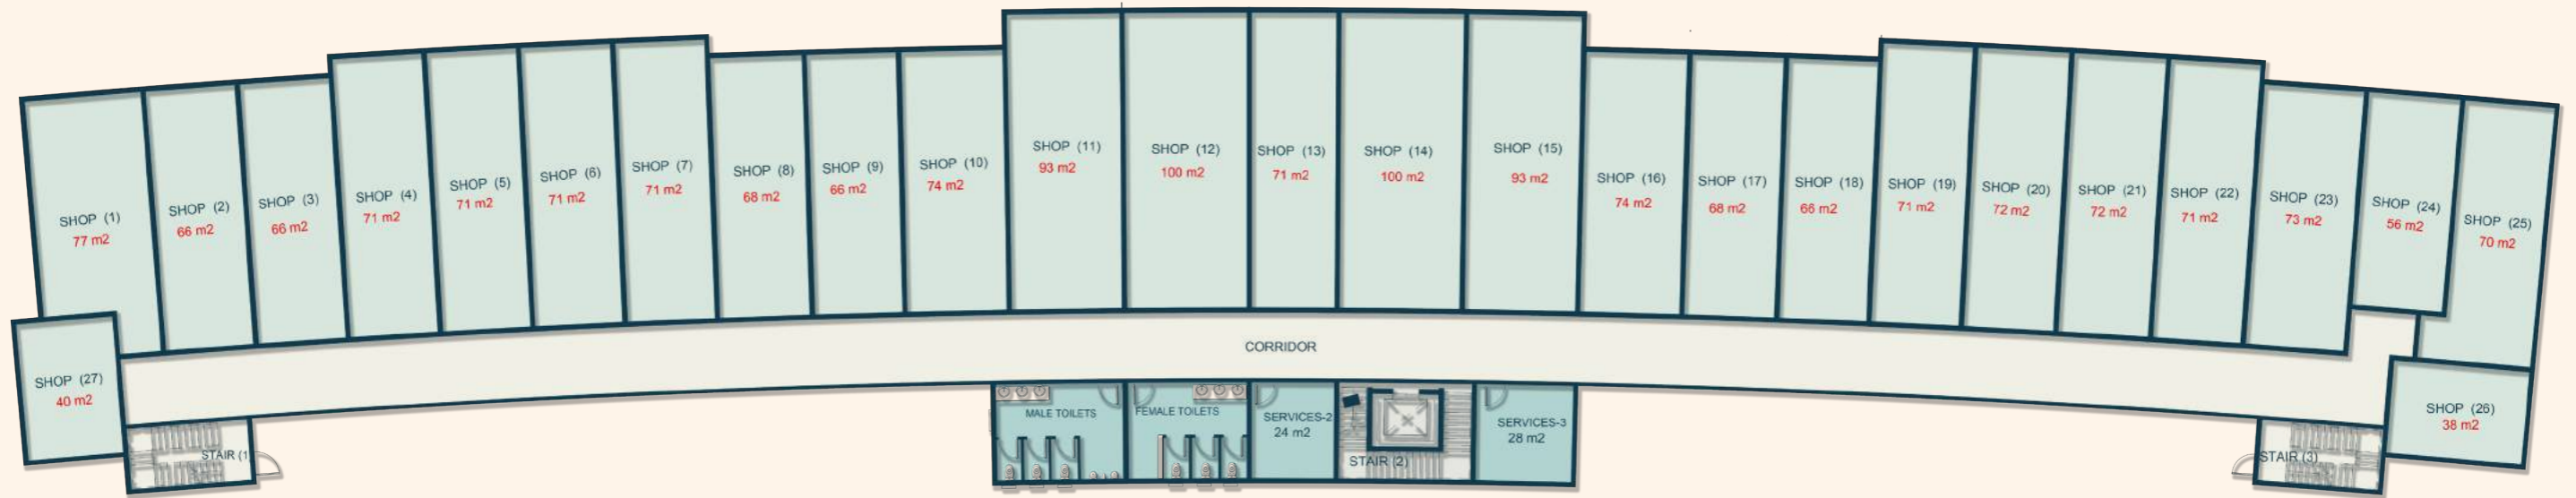 SHOP (1)
77 m2
SHOP (2)
66 m2
SHOP (3)
66 m2
SHOP (4)
71 m2
SHOP (5)
71 m2
SHOP (6)
71 m2
SHOP (7)
71 m2
SHOP (8)
68 m2
SHOP (9)
66 m2
SHOP (10)
74 m2
SHOP (11)
93 m2
SHOP (12)
100 m2
SHOP (13)
71 m2
SHOP (14)
100 m2
SHOP (15)
93 m2
SHOP (16)
74 m2
SHOP (17)
68 m2
SHOP (18)
66 m2
SHOP (19)
71 m2
SHOP (20)
72 m2
SHOP (21)
72 m2
SHOP (22)
71 m2
SHOP (23)
73 m2
SHOP (24)
56 m2
SHOP (25)
70 m2
CORRIDOR
SHOP (27)
40 m2
STAIR (1
MALE TOILETS
FEMALE TOILETS
SERVICES-2
24 m2
STAIR (2)
SERVICES-3
28 m2
STAIR (3)
SHOP (26)
38 m2